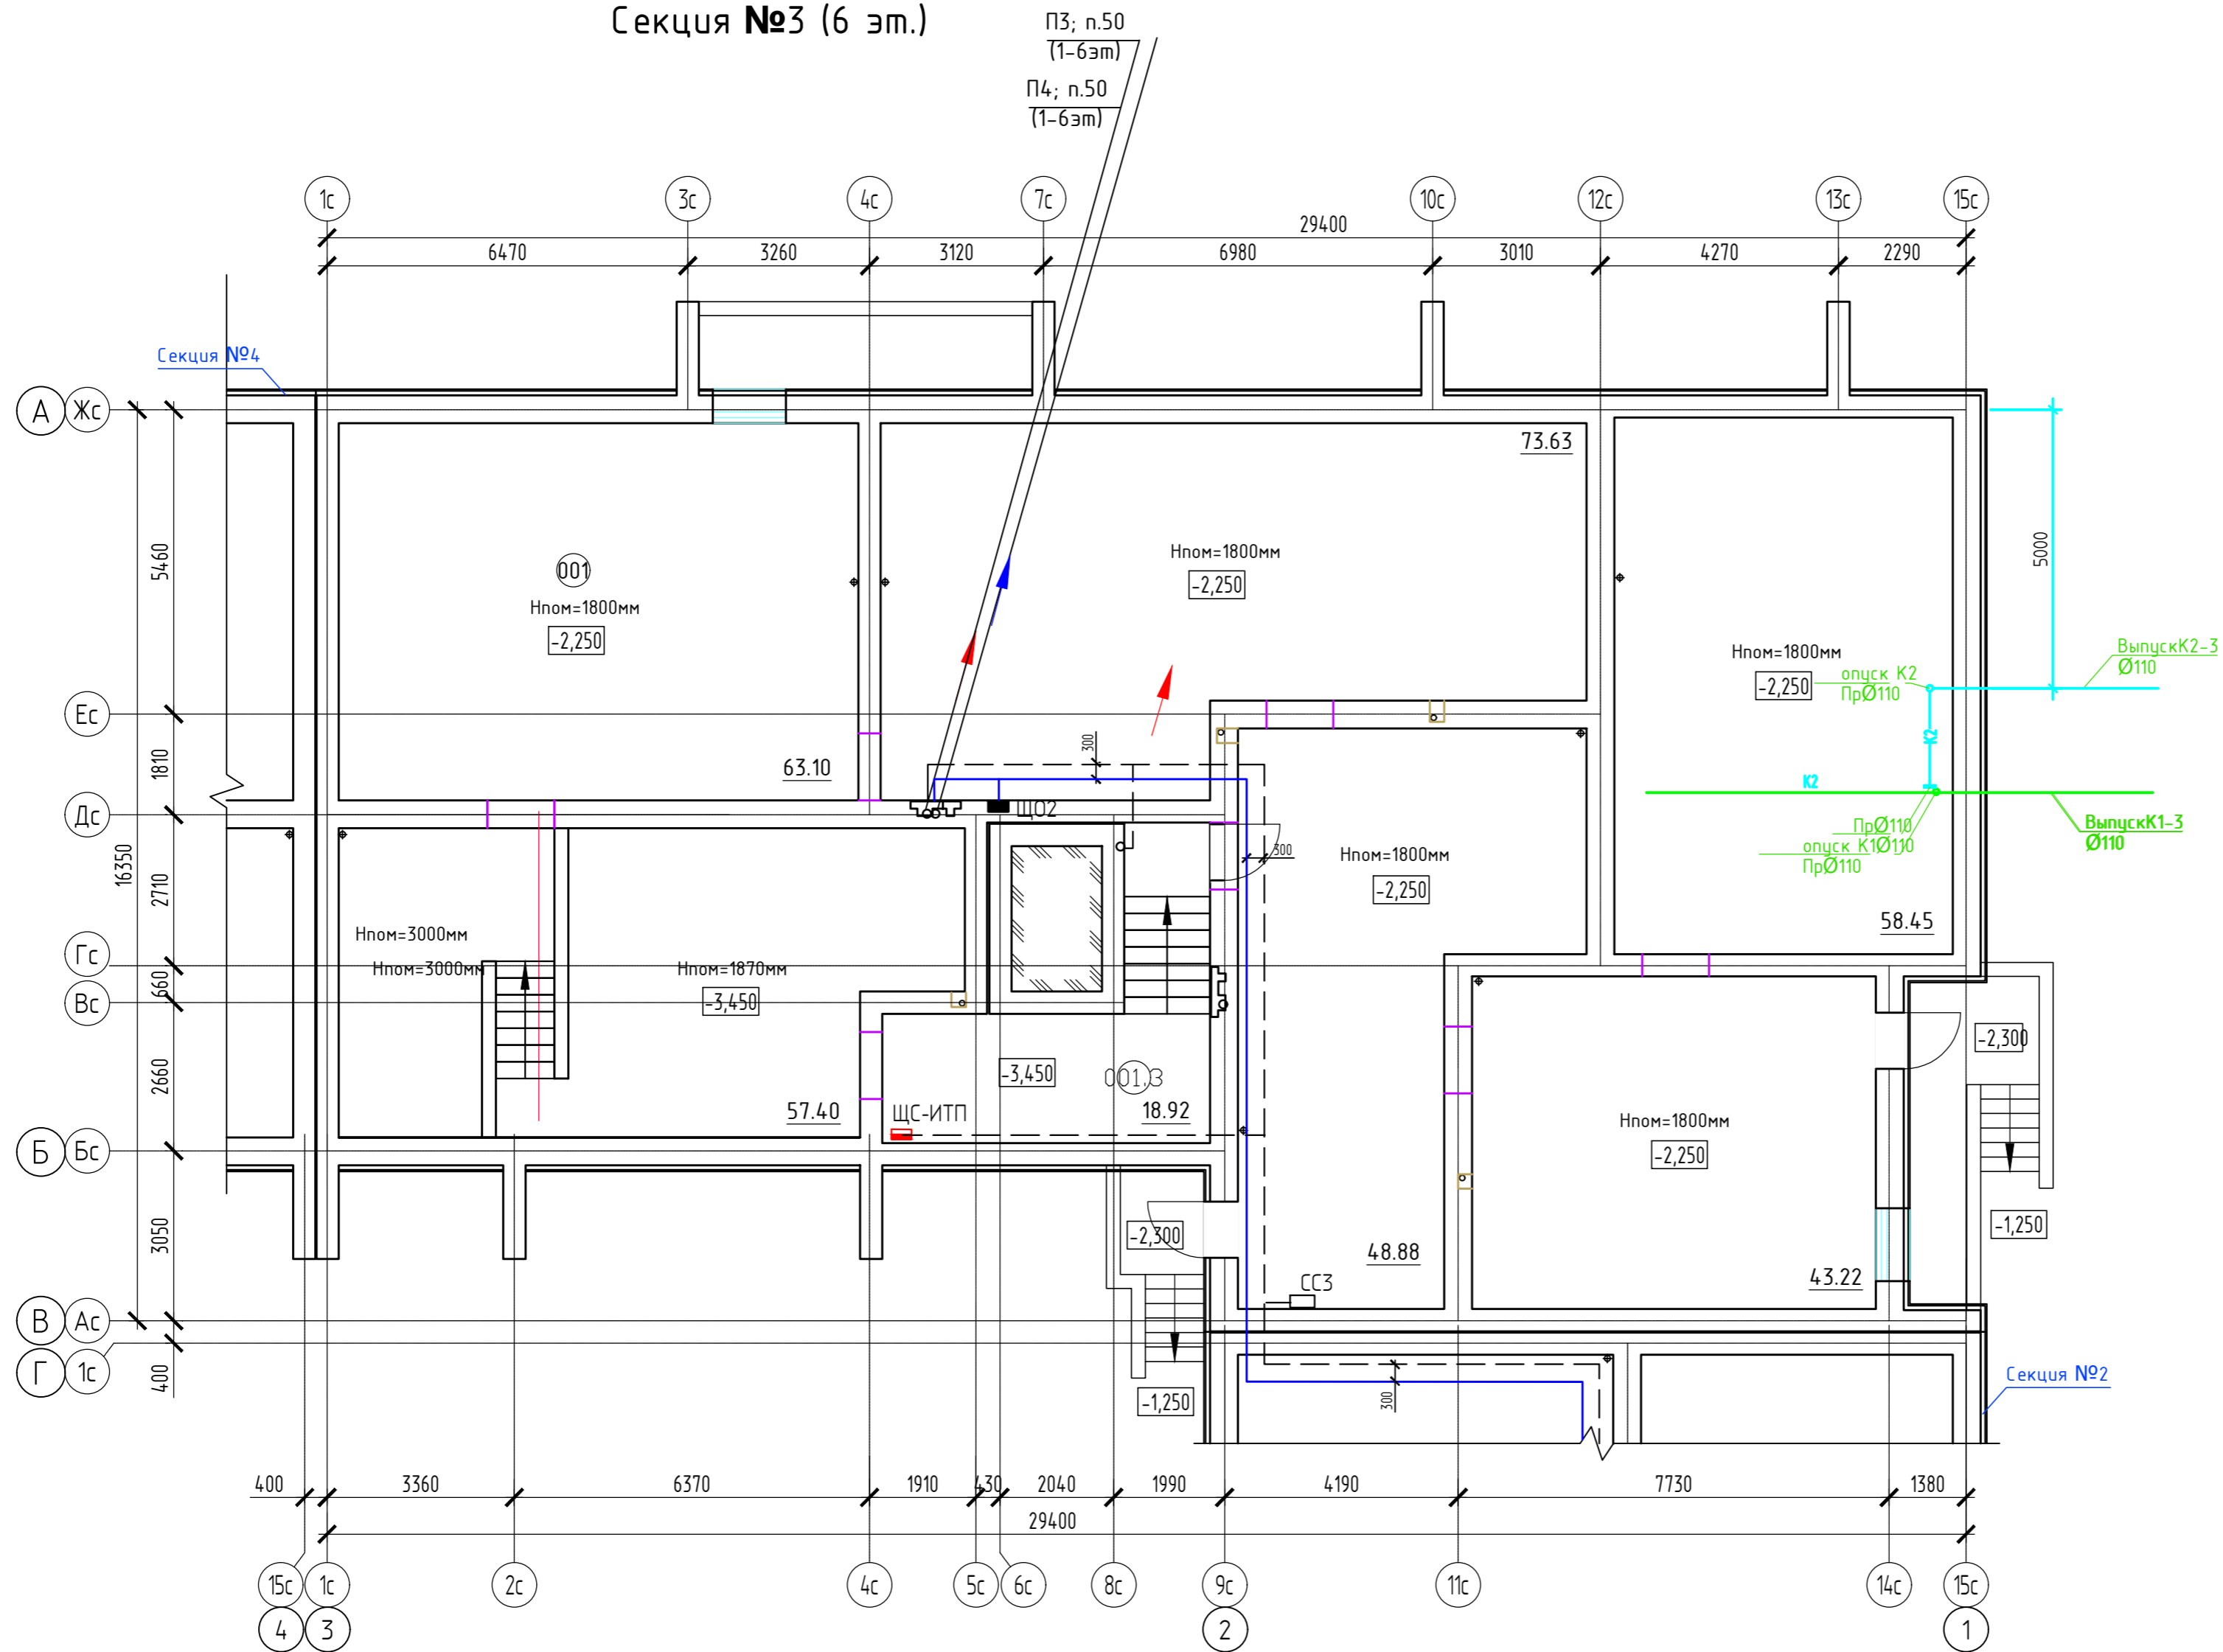 Секция №3 (6 эт.)
П3; п.50
(1-6эт)
П4; п.50
(1-6эт)
1с
3с
4с
7с
10с
12с
13с
15с
29400
6470
3260
3120
6980
3010
4270
2290
Секция №4
А
Жс
73.63
5460
5000
001
Нпом=1800мм
-2,250
Нпом=1800мм
-2,250
Нпом=1800мм
-2,250
опуск К2
ПрØ110
ВыпускК2-3
Ø110
Ес
К2
300
1810
63.10
К2
Дс
ЩО2
ПрØ110
опуск К1Ø110
ПрØ110
ВыпускК1-3
Ø110
300
16350
2710
Нпом=1800мм
-2,250
58.45
Нпом=3000мм
Гс
Нпом=3000мм
Нпом=1870мм
-3,450
660
Вс
-2,300
2660
-3,450
001.3
57.40
ЩС-ИТП
18.92
Нпом=1800мм
-2,250
Б
Бс
3050
-2,300
-1,250
48.88
43.22
СС3
В
Ас
Г
1с
400
300
-1,250
Секция №2
400
3360
6370
1910
430
2040
1990
4190
7730
1380
29400
15с
1с
2с
4с
5с
6с
8с
9с
11с
14с
15с
4
3
2
1